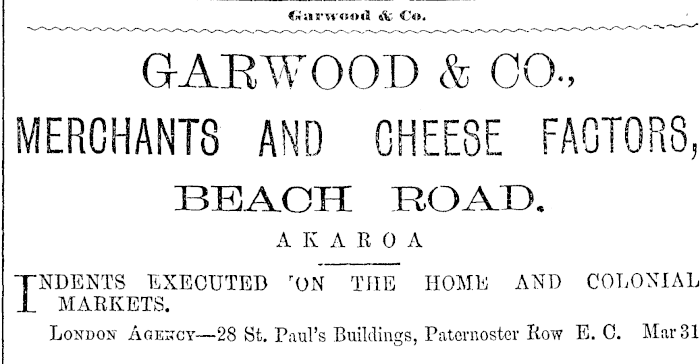 Garwood & Co.
GARWOOD & CO.,
MERCHANTS AND CHEESE FACTORS,
BEACH ROAD.
AKAROA
INDENTS EXECUTED ON THE HOME AND COLONIAL
MARKETS.
LONDON AGENCY—28 St. Paul's Buildings, Paternoster Row E. C. Mar 31